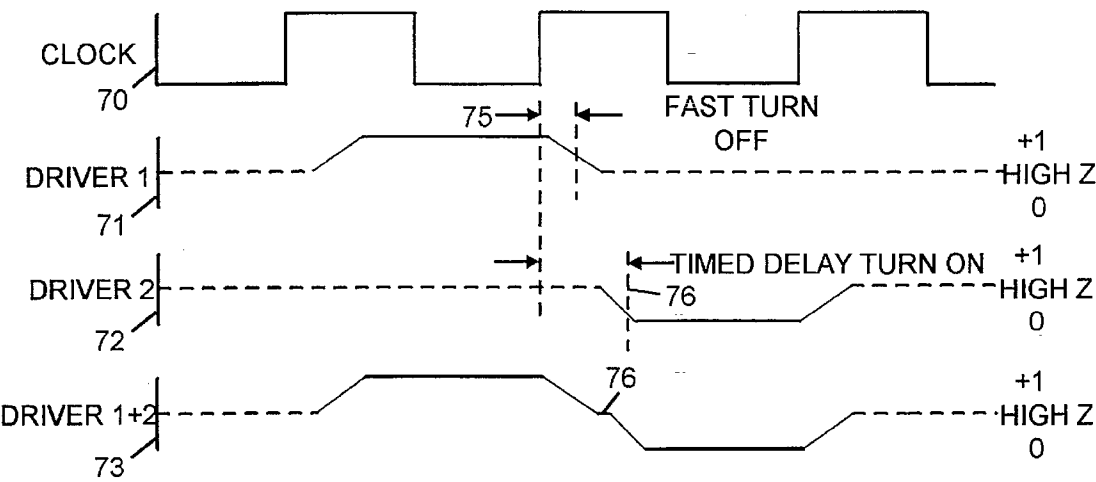 CLOCK
70
75
FAST TURN
OFF
+1
DRIVER 1
HIGH Z
71
0
TIMED DELAY TURN ON
+1
DRIVER 2
76
HIGH Z
72
0
76
+1
DRIVER 1+2
HIGH Z
73
0